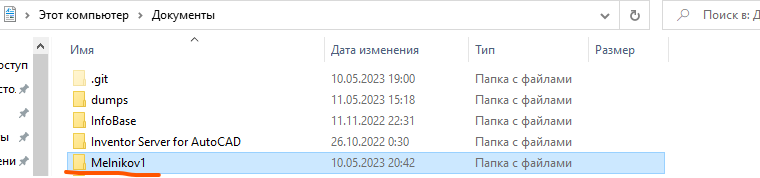 Этот компьютер > Документы
Поиск в: Д
Имя Дата изменения Тип Размер
оступ
.git 10.05.2023 19:00 Папка с файлами
сто.
dumps 11.05.2023 15:18 Папка с файлами
InfoBase 11.11.2022 22:31 Папка с файлами
ты
Inventor Server for AutoCAD 26.10.2022 0:30 Папка с файлами
ени
Melnikov1 10.05.2023 20:42 Папка с файлами